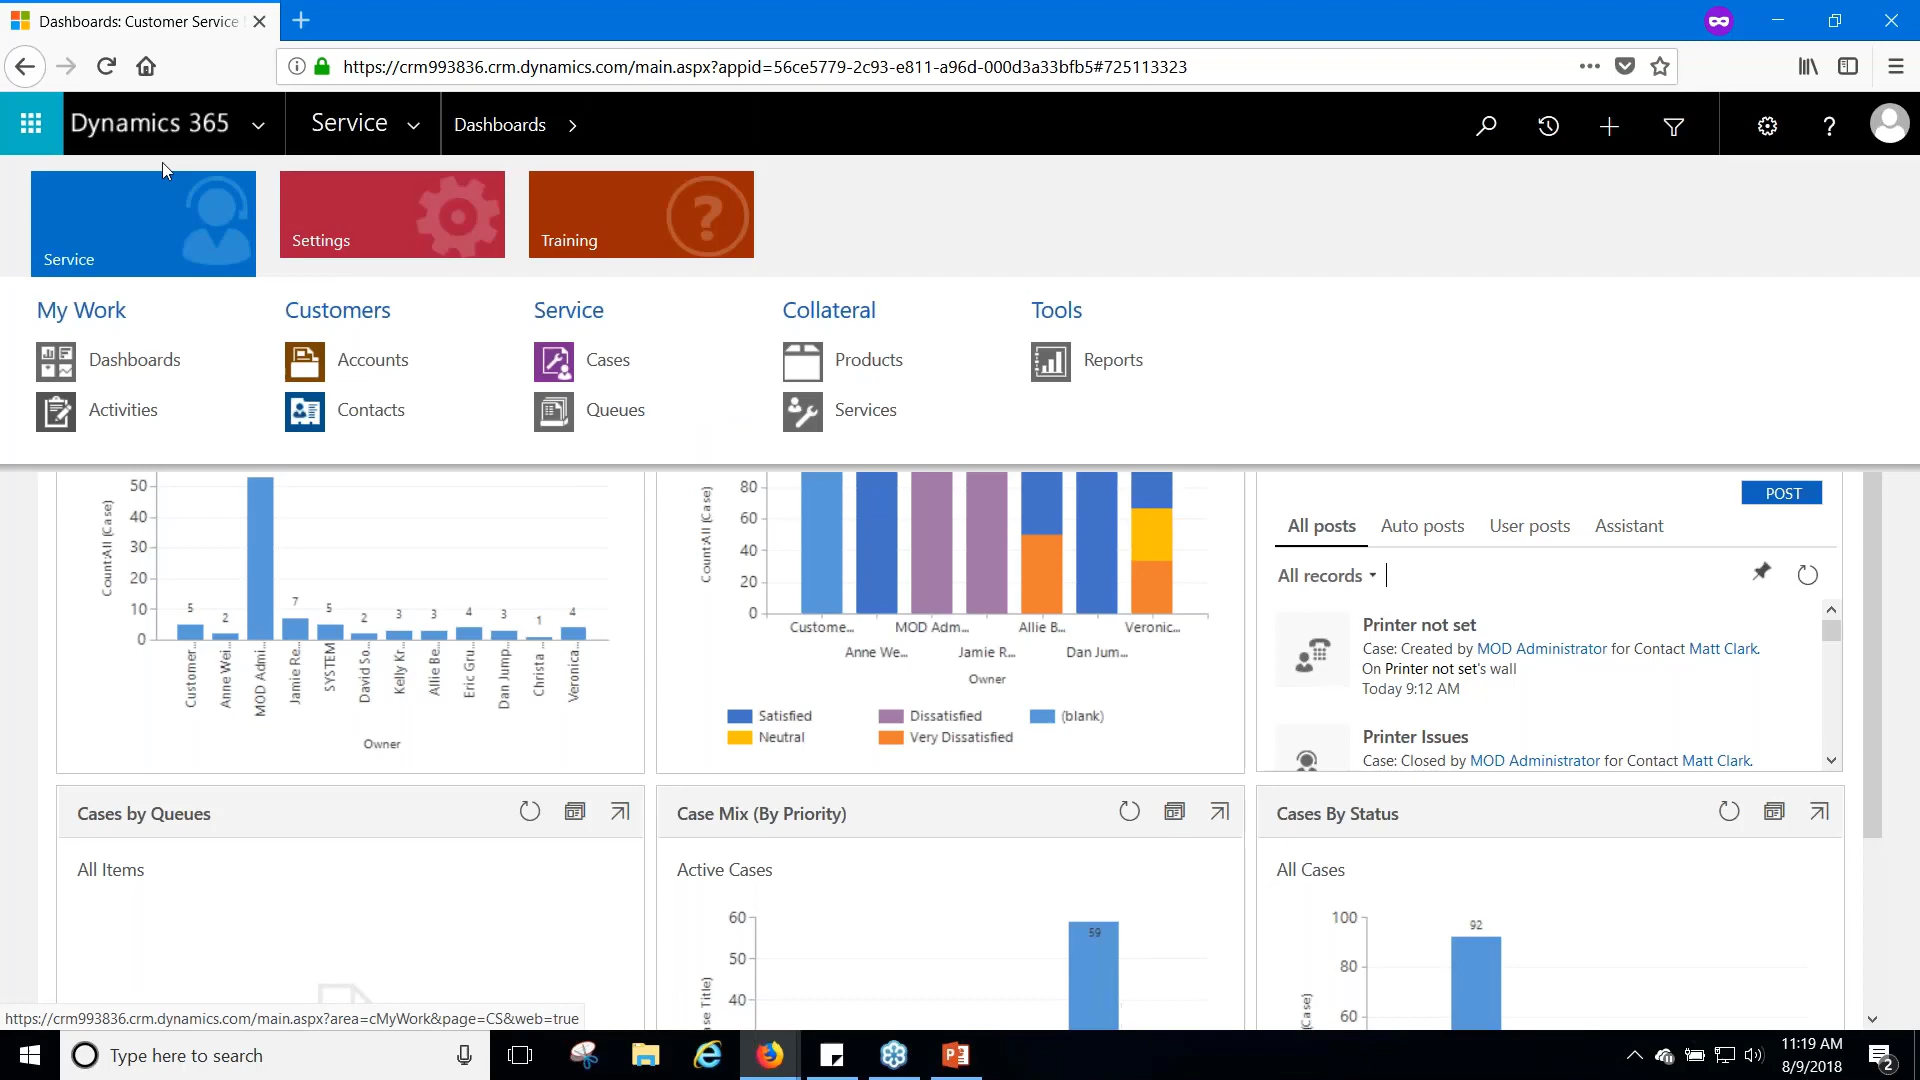 Dashboards: Customer Service
https://crm993836.crm.dynamics.com/main.aspx?appid=56ce5779-2c93-e811-a96d-000d3a33bfb5#725113323
Dynamics 365
Service
Dashboards
Service
Settings
Training
My Work
Customers
Service
Collateral
Tools
Dashboards
Accounts
Cases
Products
Reports
Activities
Contacts
Queues
Services
50
40
30
20
10
0
Count:All (Case)
5
2
7
5
2
3
3
4
3
1
4
Customer...
Anne Wei...
MOD Admi...
Jamie Re...
SYSTEM
David So...
Kelly Kr...
Allie Be...
Eric Gru...
Dan Jump...
Christa ...
Veronica...
Owner
80
60
40
20
0
Count:All (Case)
Custome...
MOD Adm...
Allie B...
Veronic...
Anne We...
Jamie R...
Dan Jum...
Owner
Satisfied
Dissatisfied
(blank)
Neutral
Very Dissatisfied
POST
All posts
Auto posts
User posts
Assistant
All records
Printer not set
Case: Created by MOD Administrator for Contact Matt Clark.
On Printer not set's wall
Today 9:12 AM
Printer Issues
Case: Closed by MOD Administrator for Contact Matt Clark.
Cases by Queues
All Items
Case Mix (By Priority)
Active Cases
60
50
40
59
Cases By Status
All Cases
100
80
60
(Case)
92
https://crm993836.crm.dynamics.com/main.aspx?area=cMyWork&page=CS&web=true
Type here to search
11:19 AM
8/9/2018
2